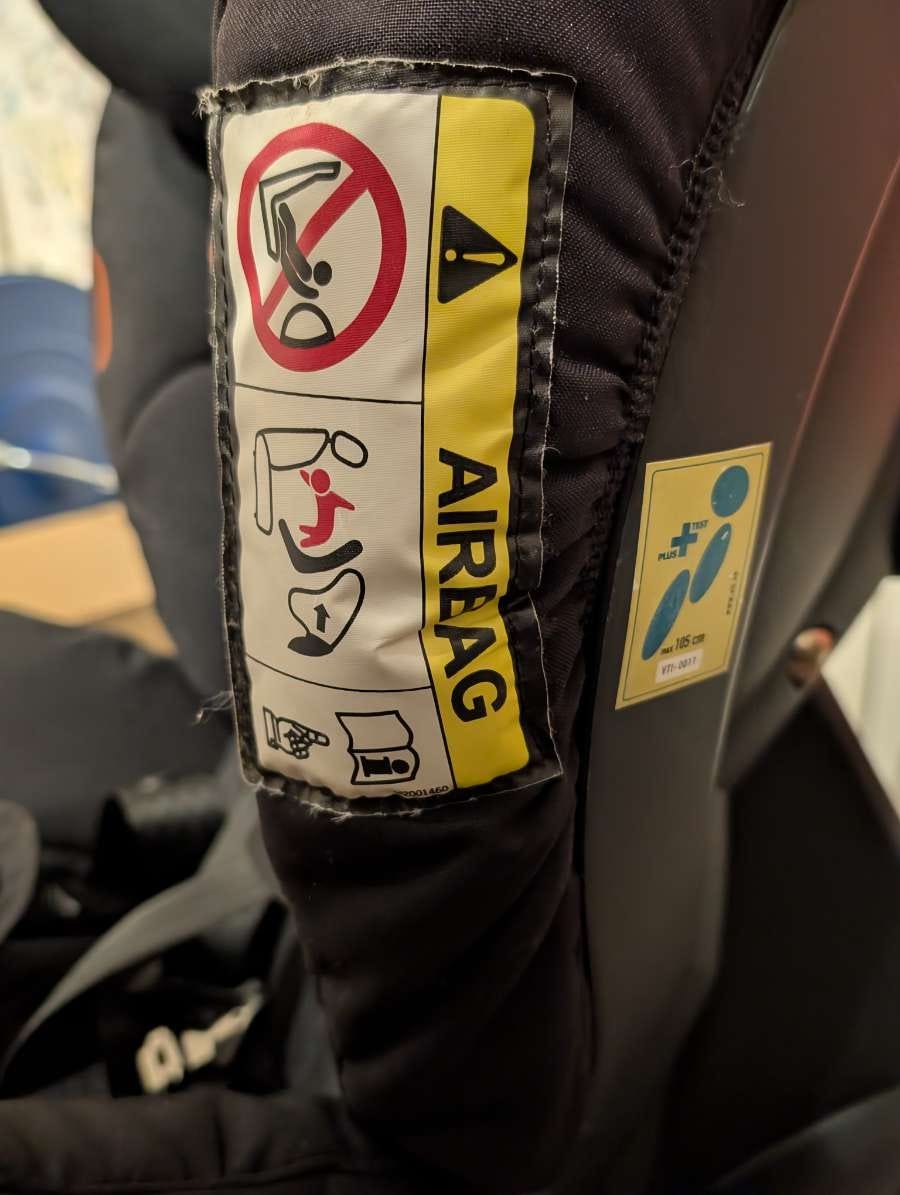 AIRBAG
PLUS TEST
max 105 cm
VTI-0011